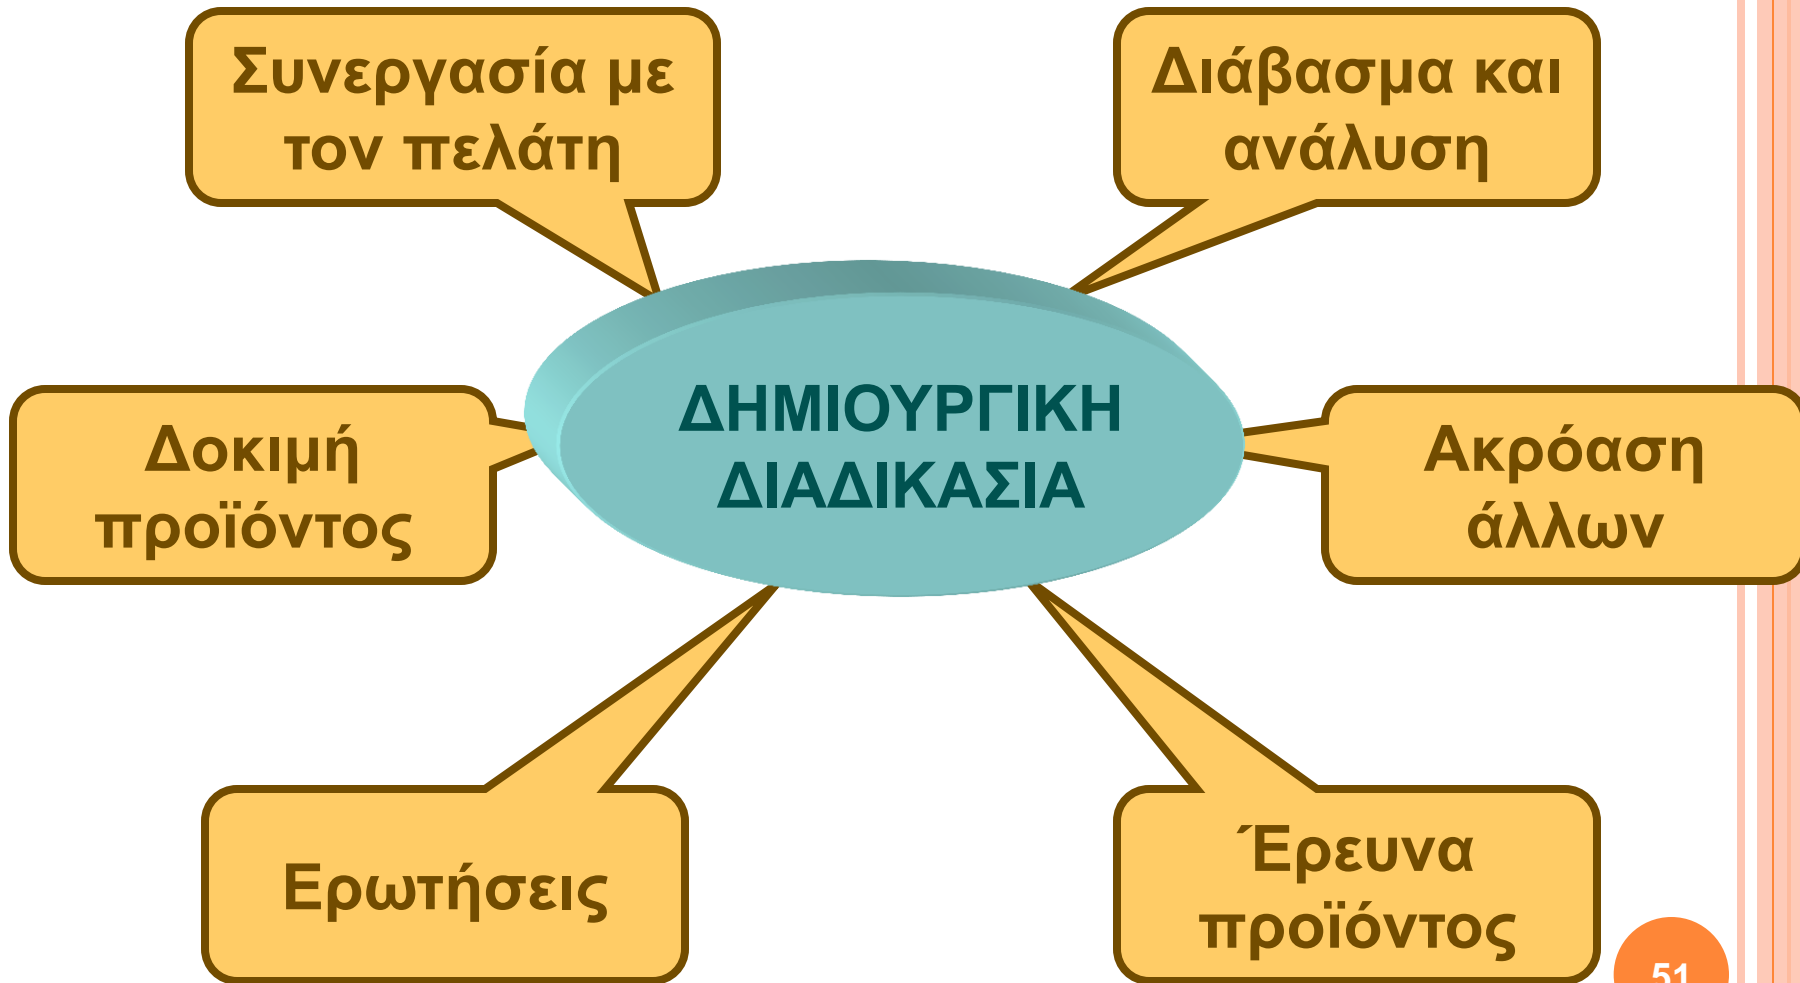 Συνεργασία με
τον πελάτη
Διάβασμα και
ανάλυση
ΔΗΜΙΟΥΡΓΙΚΗ
ΔΙΑΔΙΚΑΣΙΑ
Δοκιμή
προϊόντος
Ακρόαση
άλλων
Ερωτήσεις
Έρευνα
προϊόντος
51